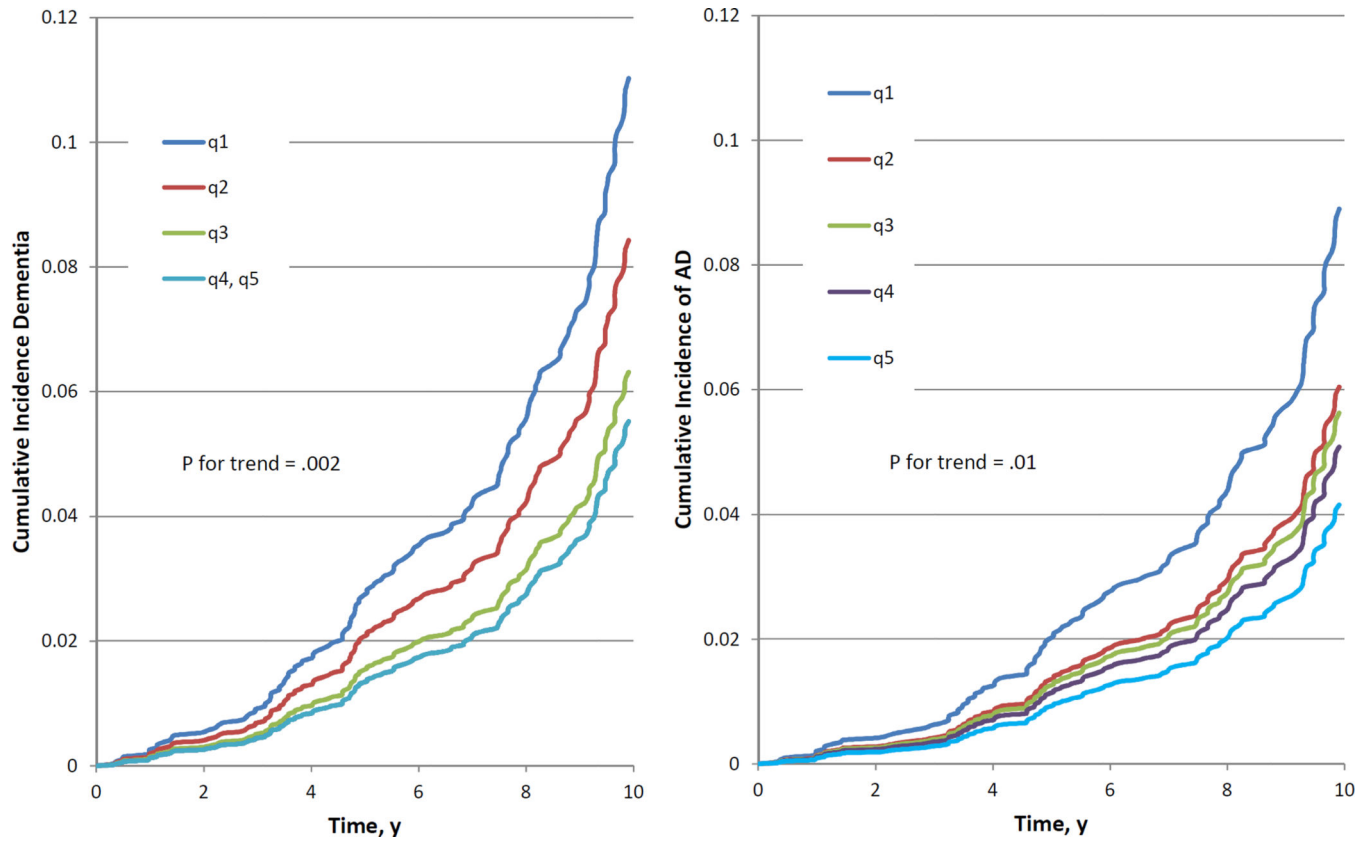 0.12
0.1
0.08
0.06
0.04
0.02
0
Cumulative Incidence Dementia
q1
q2
q3
q4, q5
P for trend = .002
0 2 4 6 8 10
Time, y
0.12
0.1
0.08
0.06
0.04
0.02
0
Cumulative Incidence of AD
q1
q2
q3
q4
q5
P for trend = .01
0 2 4 6 8 10
Time, y